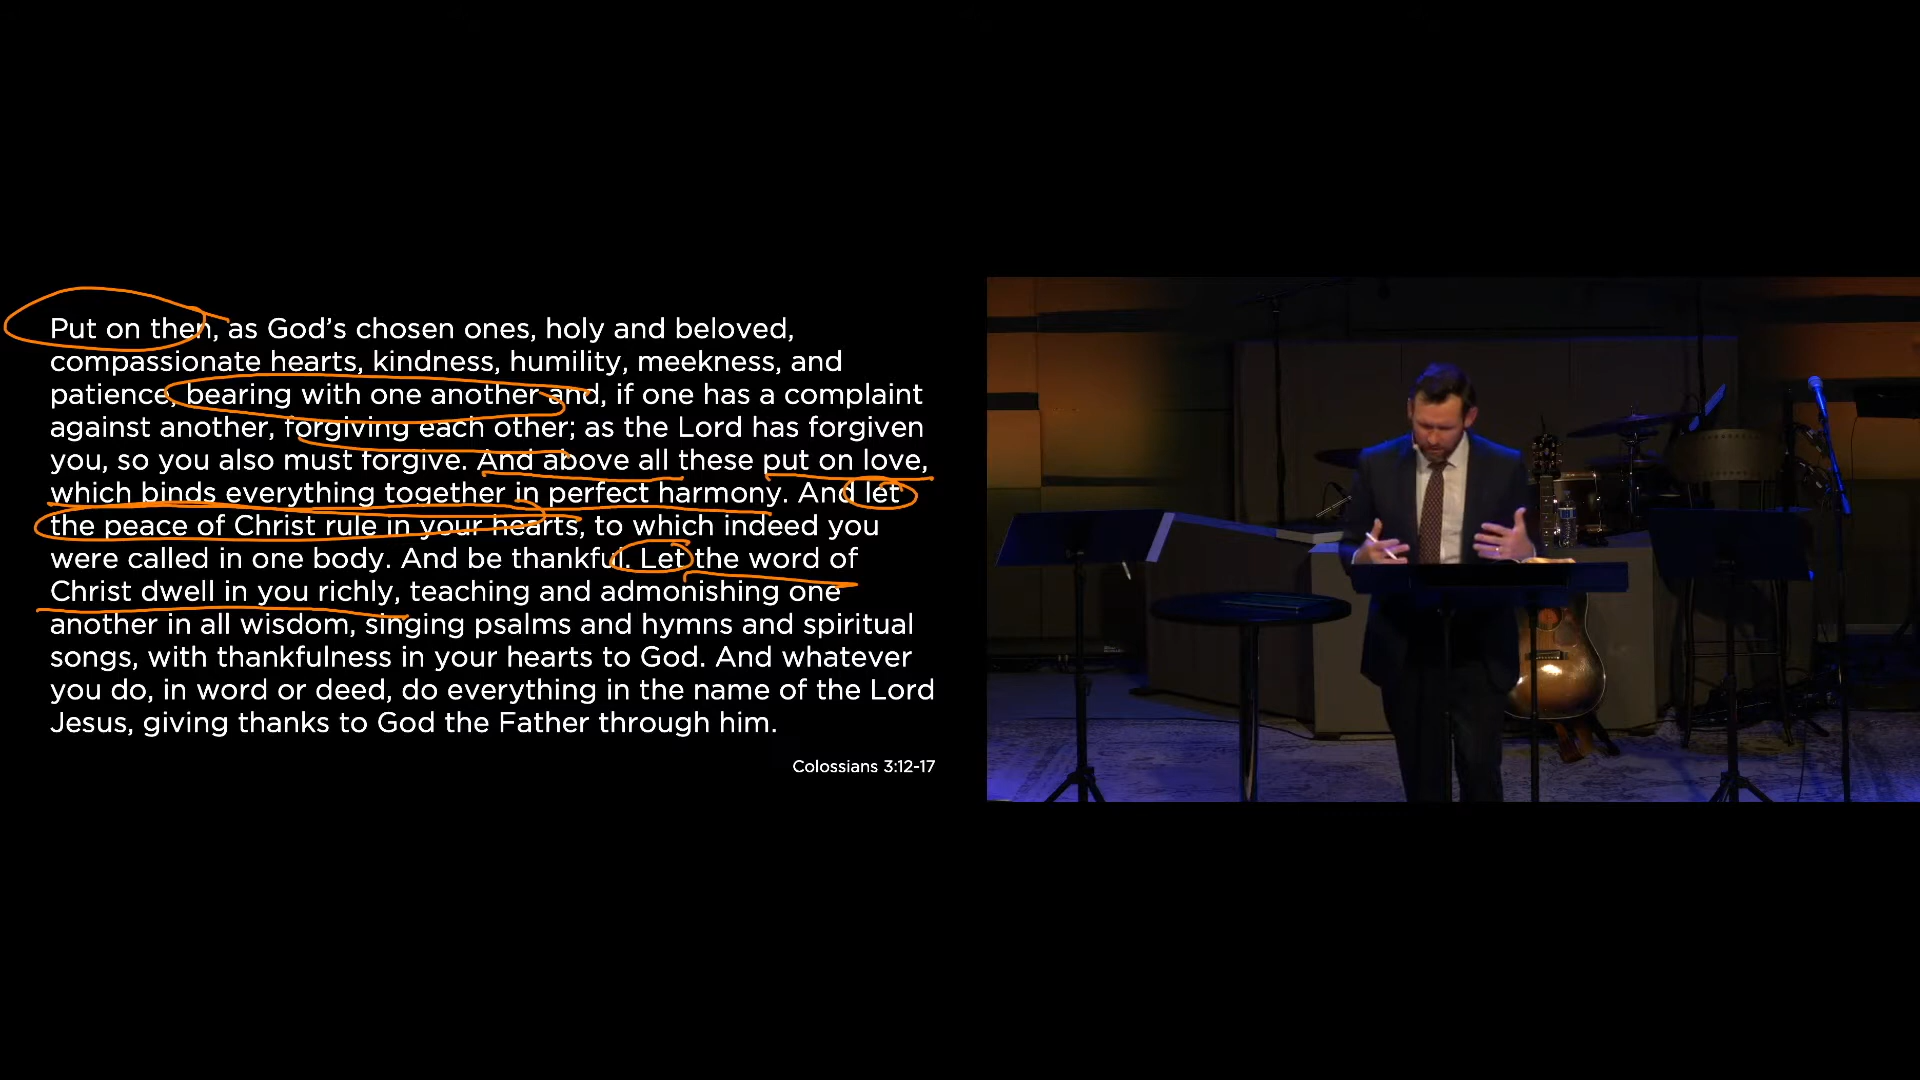 Put on then, as God’s chosen ones, holy and beloved,
compassionate hearts, kindness, humility, meekness, and
patience, bearing with one another and, if one has a complaint
against another, forgiving each other; as the Lord has forgiven
you, so you also must forgive. And above all these put on love,
which binds everything together in perfect harmony. And let
the peace of Christ rule in your hearts, to which indeed you
were called in one body. And be thankful. Let the word of
Christ dwell in you richly, teaching and admonishing one
another in all wisdom, singing psalms and hymns and spiritual
songs, with thankfulness in your hearts to God. And whatever
you do, in word or deed, do everything in the name of the Lord
Jesus, giving thanks to God the Father through him.
Colossians 3:12-17